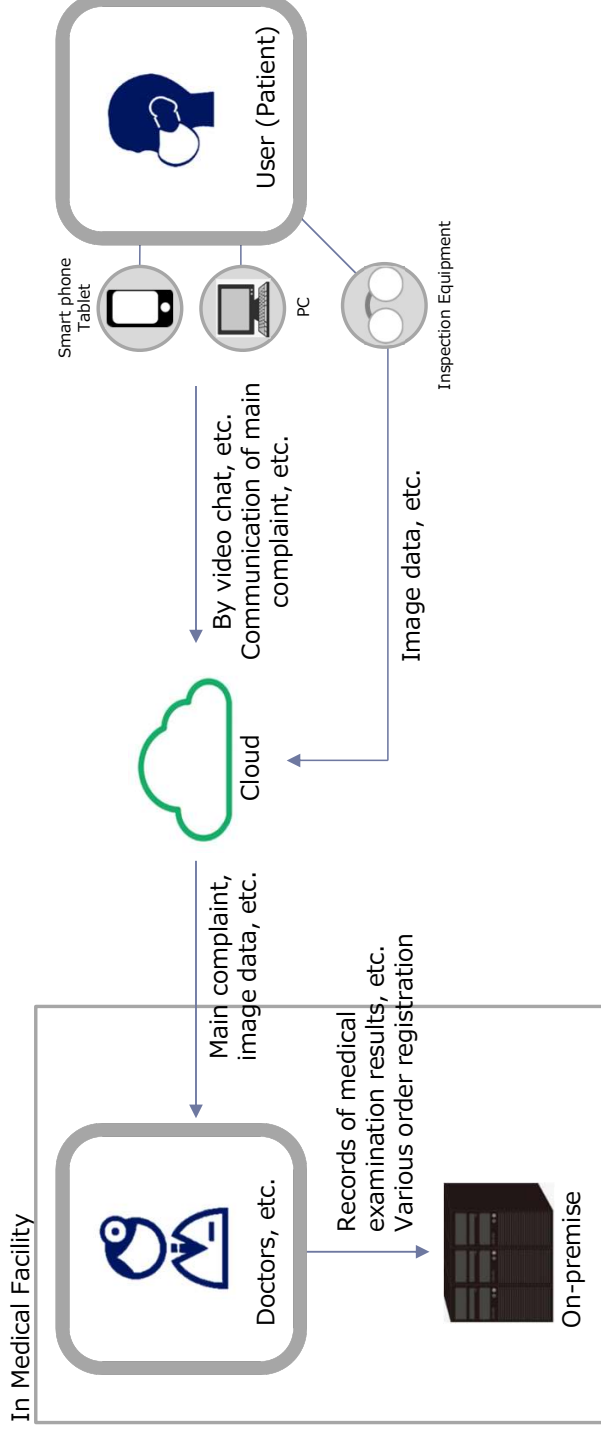 In Medical Facility
Doctors, etc.
Main complaint,
image data, etc.
Cloud
By video chat, etc.
Communication of main
complaint, etc.
Smart phone
Tablet
PC
User (Patient)
Records of medical
examination results, etc.
Various order registration
On-premise
Image data, etc.
Inspection Equipment